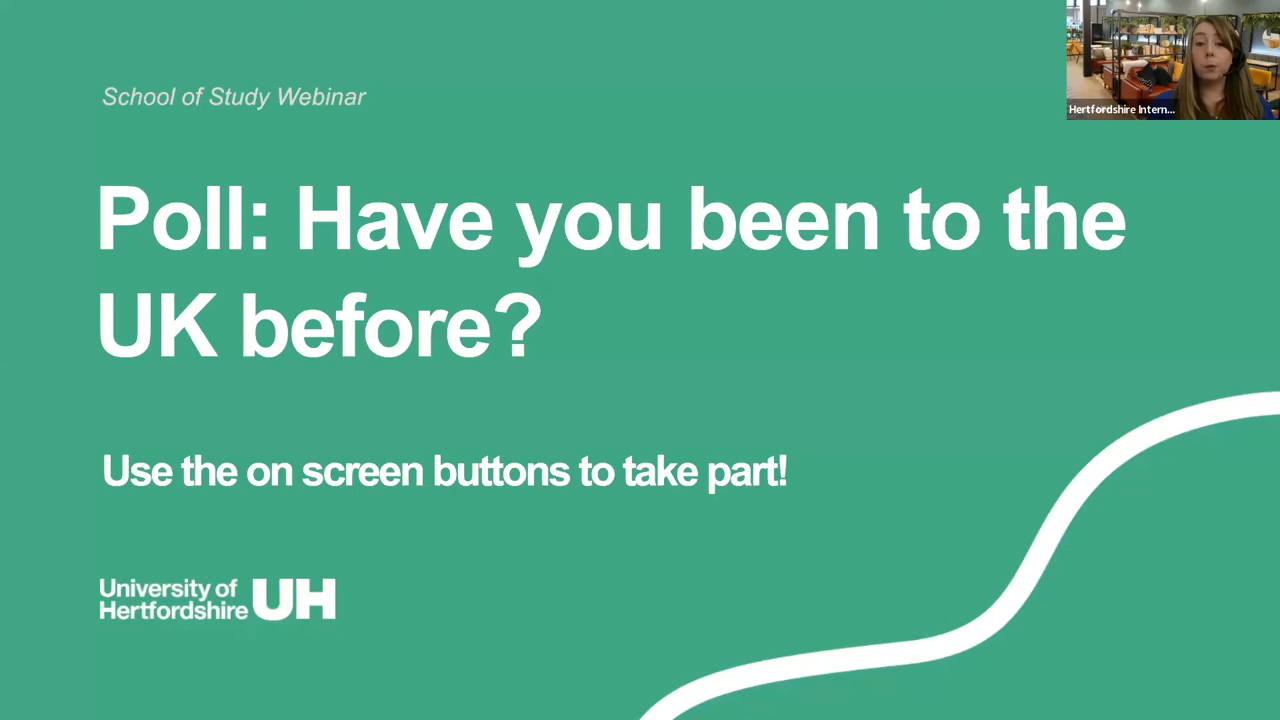 School of Study Webinar
Hertfordshire Intern...
Poll: Have you been to the
UK before?
Use the on screen buttons to take part!
University of
Hertfordshire UH